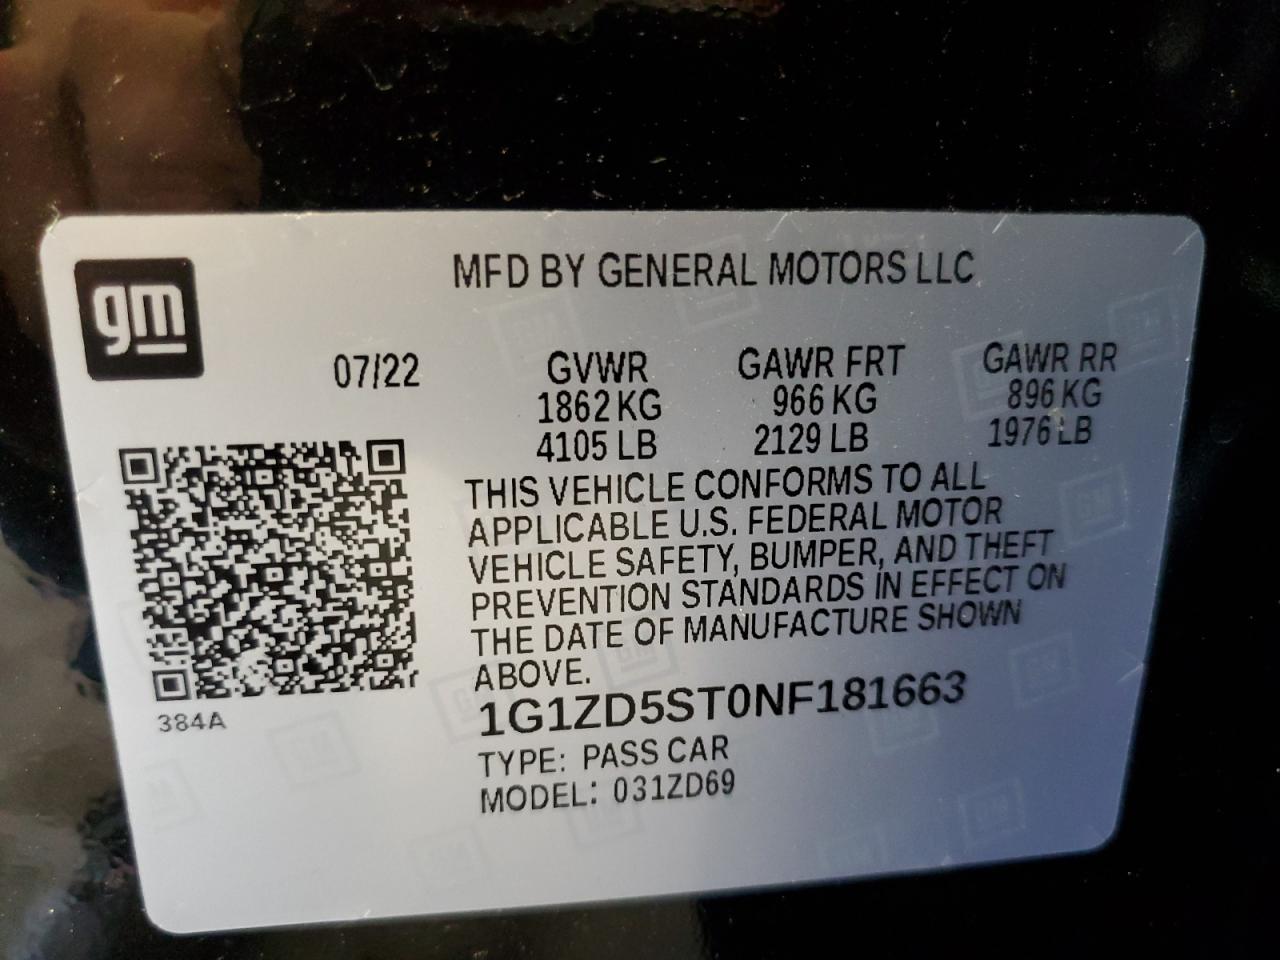 MFD BY GENERAL MOTORS LLC
gm
07/22 GVWR GAWR FRT GAWR RR
1862 KG 966 KG 896 KG
4105 LB 2129 LB 1976 LB
THIS VEHICLE CONFORMS TO ALL
APPLICABLE U.S. FEDERAL MOTOR
VEHICLE SAFETY, BUMPER, AND THEFT
PREVENTION STANDARDS IN EFFECT ON
THE DATE OF MANUFACTURE SHOWN
ABOVE.
384A
1G1ZD5ST0NF181663
TYPE: PASS CAR
MODEL: 031ZD69